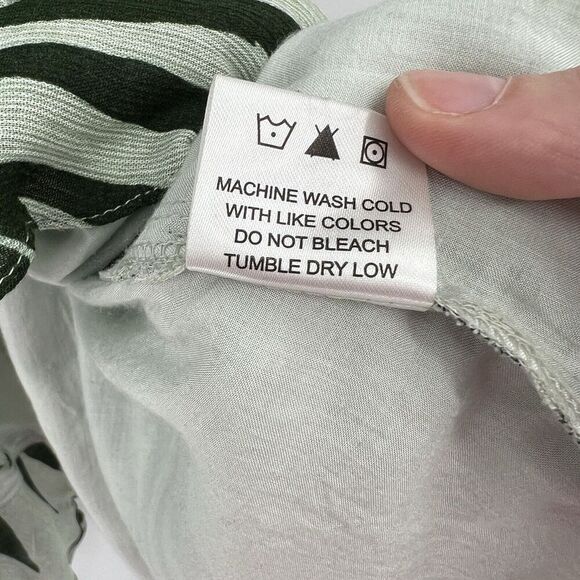 MACHINE WASH COLD
WITH LIKE COLORS
DO NOT BLEACH
TUMBLE DRY LOW